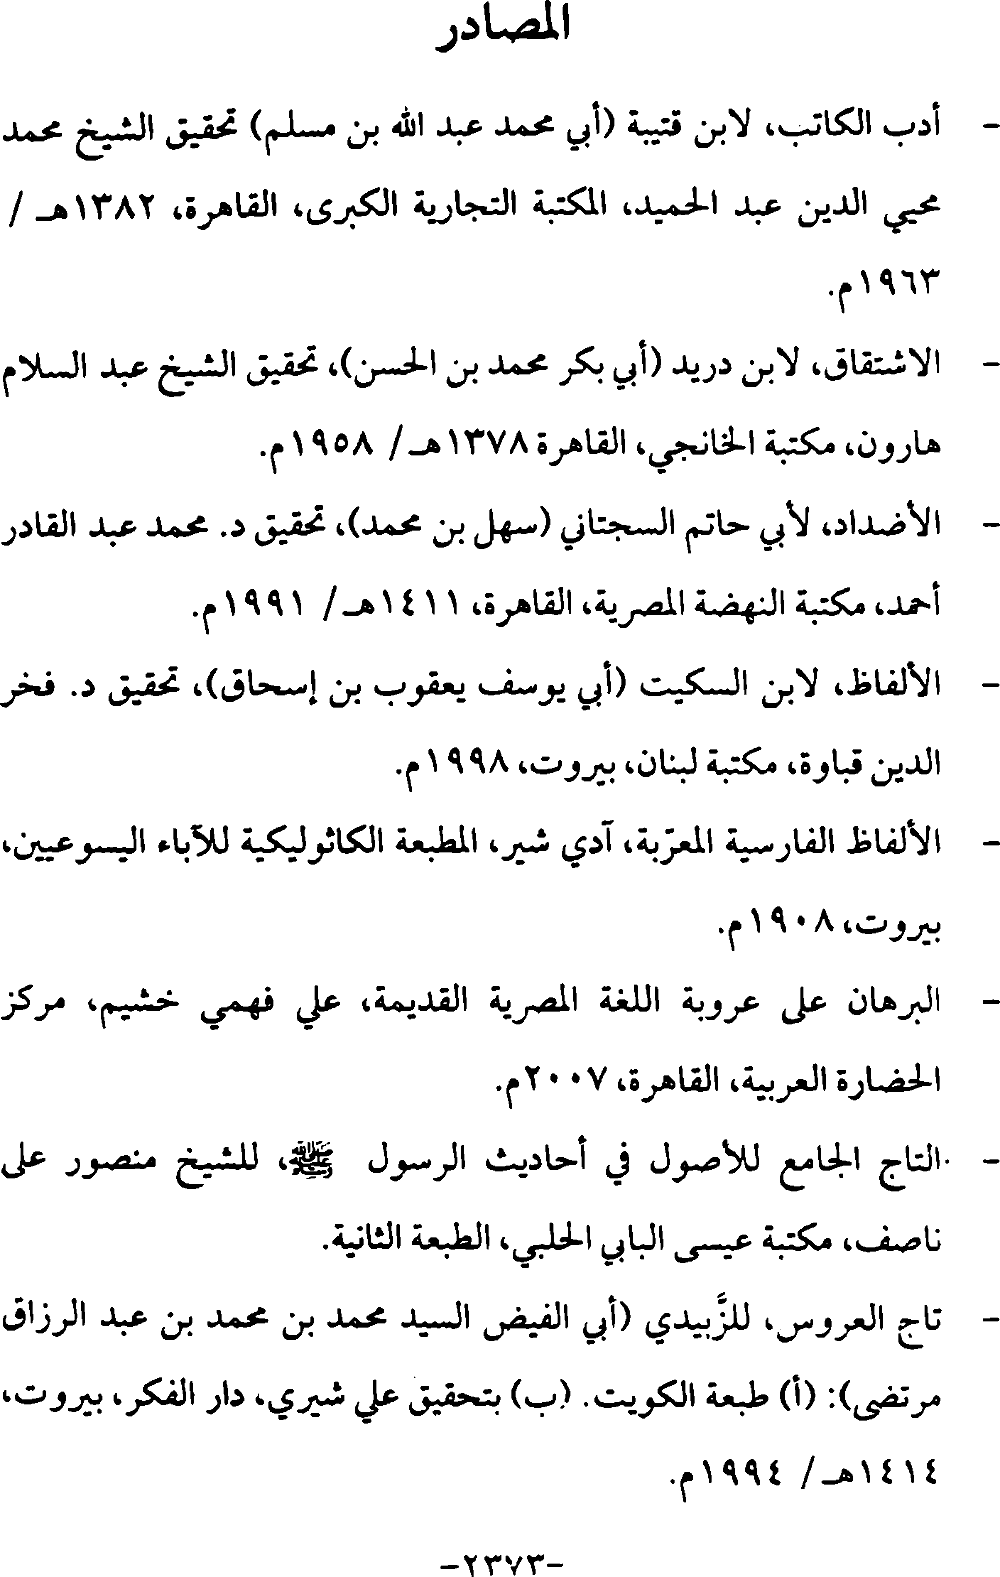 المصادر
- أدب الكاتب، لابن قتيبة (أبي محمد عبد الله بن مسلم) تحقيق الشيخ محمد
محيي الدين عبد الحميد، المكتبة التجارية الكبرى، القاهرة، ١٣٨٢هـ /
١٩٦٣م.
- الاشتقاق، لابن دريد (أبي بكر محمد بن الحسن)، تحقيق الشيخ عبد السلام
هارون، مكتبة الخانجي، القاهرة ١٣٧٨هـ/ ١٩٥٨م.
- الأضداد، لأبي حاتم السجتاني (سهل بن محمد)، تحقيق د. محمد عبد القادر
أحمد، مكتبة النهضة المصرية، القاهرة، ١٤١١هـ/ ١٩٩١م.
- الألفاظ، لابن السكيت (أبي يوسف يعقوب بن إسحاق)، تحقيق د. فخر
الدين قباوة، مكتبة لبنان، بيروت، ١٩٩٨م.
- الألفاظ الفارسية المعرّبة، آدي شير، المطبعة الكاثوليكية للآباء اليسوعيين،
بيروت، ١٩٠٨م.
- البرهان على عروبة اللغة المصرية القديمة، علي فهمي خشيم، مركز
الحضارة العربية، القاهرة، ٢٠٠٧م.
- التاج الجامع للأصول في أحاديث الرسول ﷺ، للشيخ منصور على
ناصف، مكتبة عيسى البابي الحلبي، الطبعة الثانية.
- تاج العروس، للزَّبيدي (أبي الفيض السيد محمد بن محمد بن عبد الرزاق
مرتضى): (أ) طبعة الكويت. (ب) بتحقيق علي شيري، دار الفكر، بيروت،
١٤١٤هـ/ ١٩٩٤م.
-٢٣٧٣-